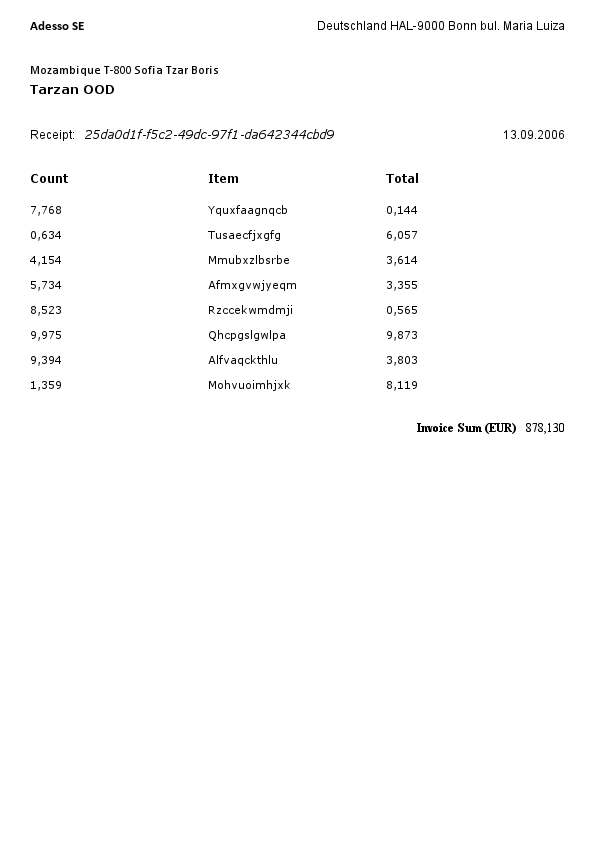 Adesso SE Deutschland HAL-9000 Bonn bul. Maria Luiza
Mozambique T-800 Sofia Tzar Boris
Tarzan OOD
Receipt: 25da0d1f-f5c2-49dc-97f1-da642344cbd9 13.09.2006
Count Item Total
7,768 Yquxfaagnqcb 0,144
0,634 Tusaecfjxgfg 6,057
4,154 Mmubxzlbsrbe 3,614
5,734 Afmxgvwjyeqm 3,355
8,523 Rzccekwmdmji 0,565
9,975 Qhcpgslgwlpa 9,873
9,394 Alfvaqckthlu 3,803
1,359 Mohvuoimhjxk 8,119
Invoice Sum (EUR) 878,130